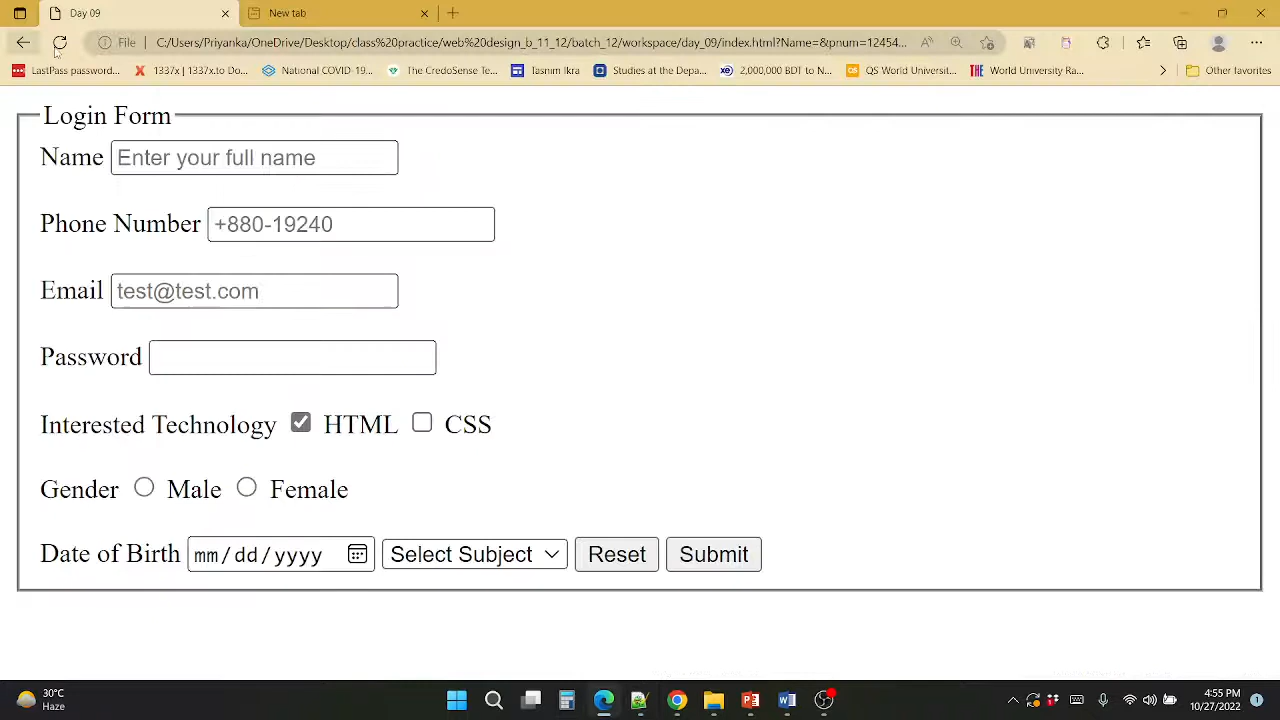 Day 09
New tab
File
C:/Users/Priyanka/OneDrive/Desktop/class%20practice/web%20design_b_11_12/batch_12/workspace/day_09/index.html?Name=&pnum=12454...
LastPass password...
1337x | 1337x.to Do...
National COVID-19...
The CredeSense Te...
Tasnim Ikra
Studies at the Depa...
2,000,000 BDT to N...
QS World Universit...
World University Ra...
Other favorites
Login Form
Name Enter your full name
Phone Number +880-19240
Email test@test.com
Password
Interested Technology HTML CSS
Gender Male Female
Date of Birth mm/dd/yyyy Select Subject Reset Submit
30°C
Haze
4:55 PM
10/27/2022
1